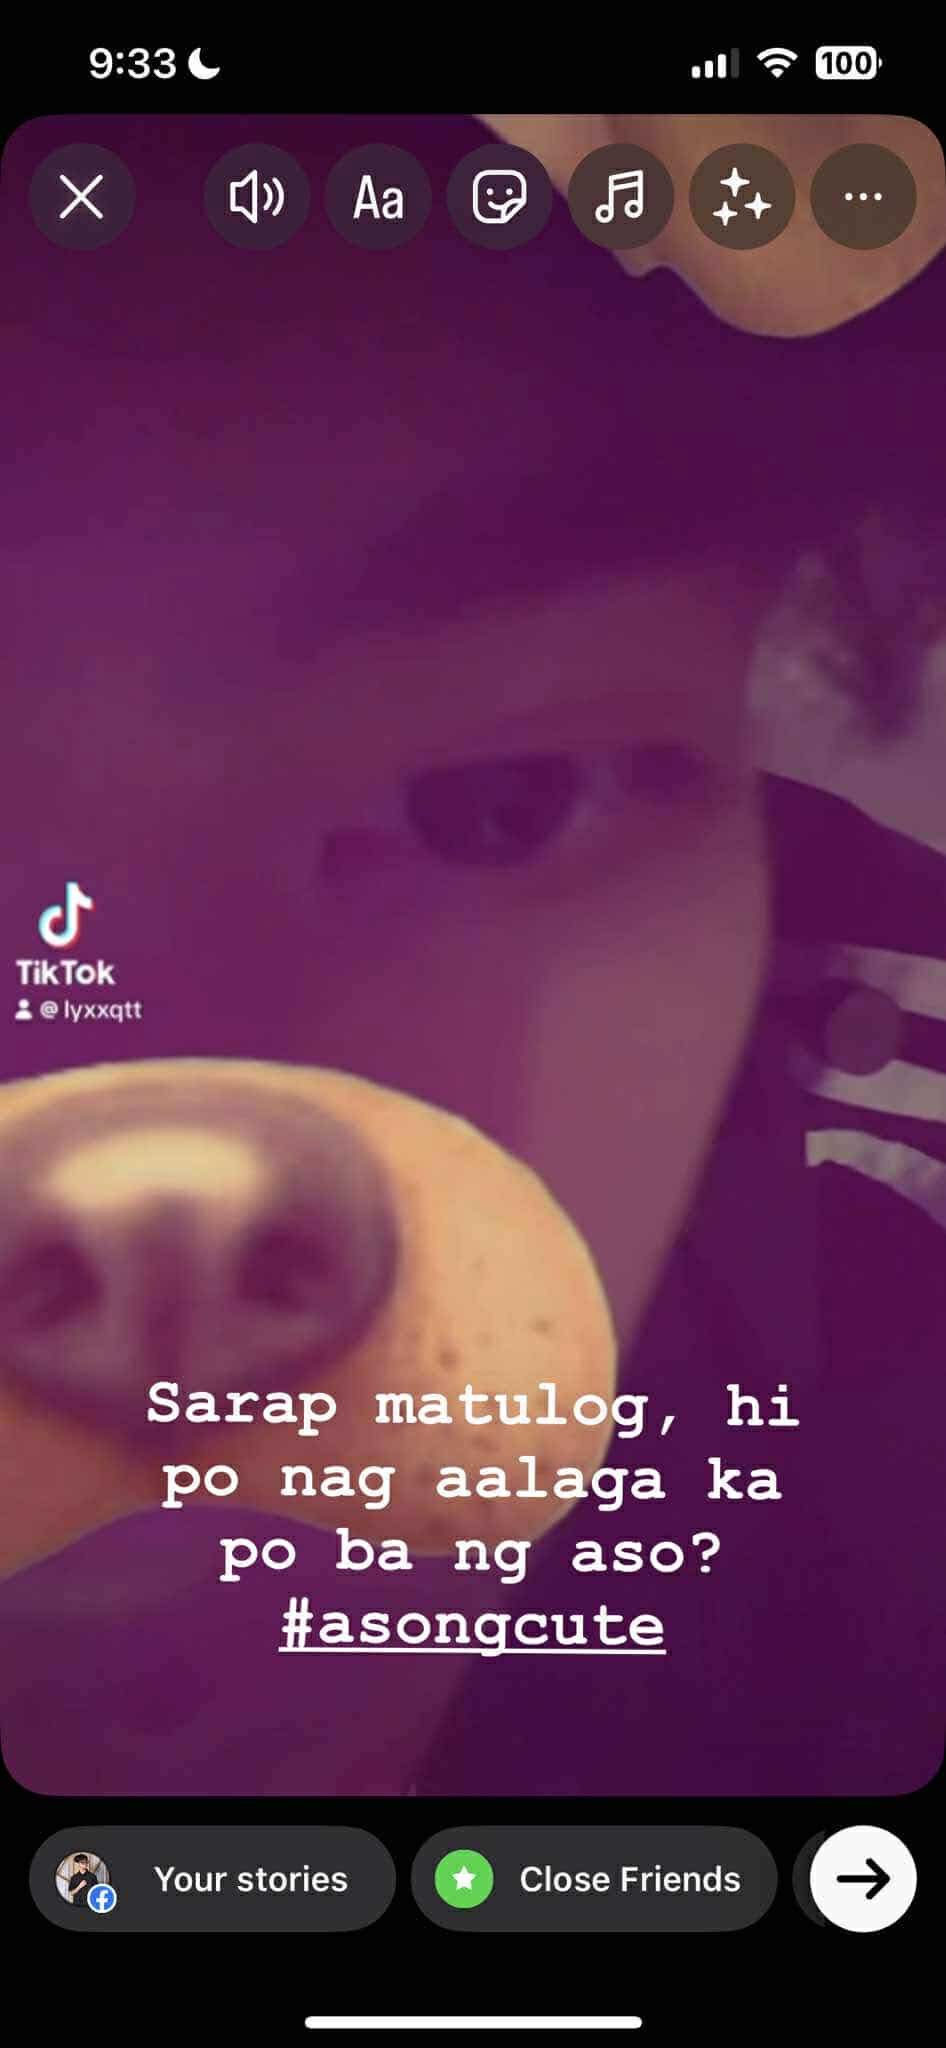 9:33
100
Aa
TikTok
@lyxxqtt
Sarap matulog, hi
po nag aalaga ka
po ba ng aso?
#asongcute
Your stories
Close Friends